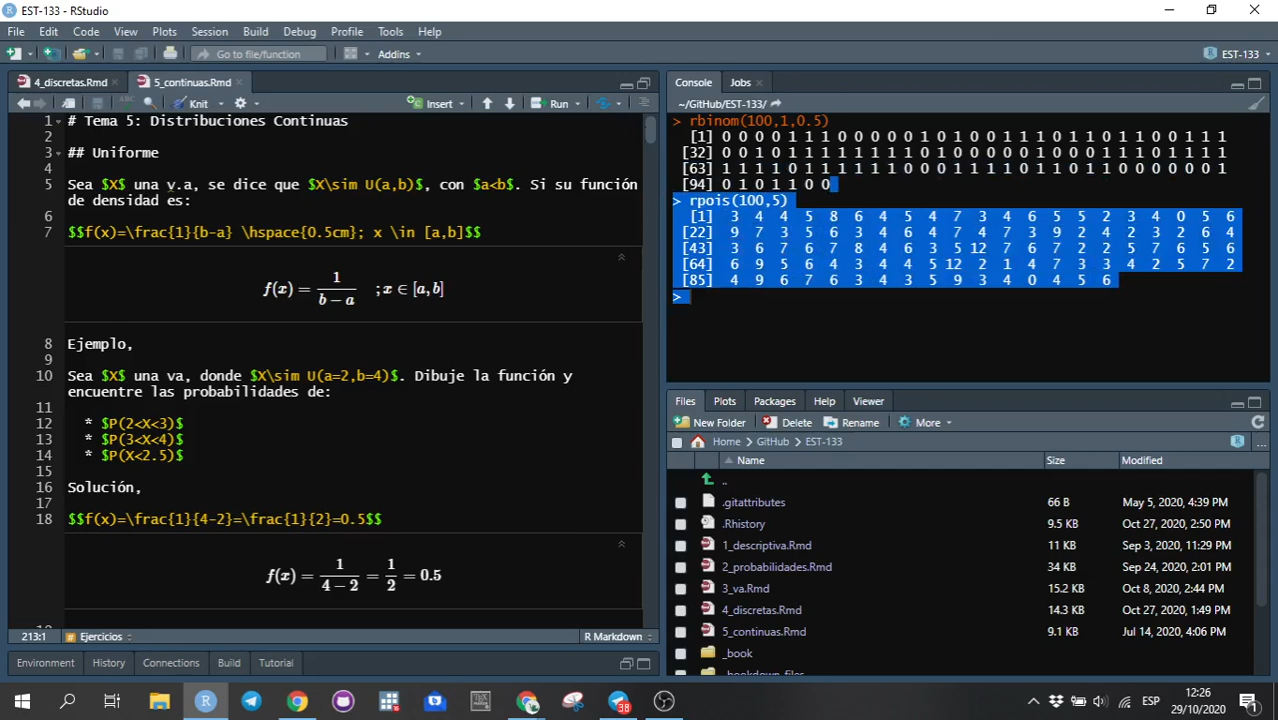 EST-133 - RStudio
File Edit Code View Plots Session Build Debug Profile Tools Help
Go to file/function Addins EST-133
4_discretas.Rmd 5_continuas.Rmd
Knit Insert Run
1 # Tema 5: Distribuciones Continuas
2
3 ## Uniforme
4
5 Sea $X$ una v.a, se dice que $X\sim U(a,b)$, con $a<b$. Si su función
de densidad es:
6
7 $$f(x)=\frac{1}{b-a} \hspace{0.5cm}; x \in [a,b]$$
f(x) = 1/(b − a) ; x ∈ [a, b]
8 Ejemplo,
9
10 Sea $X$ una va, donde $X\sim U(a=2,b=4)$. Dibuje la función y
encuentre las probabilidades de:
11
12 * $P(2<X<3)$
13 * $P(3<X<4)$
14 * $P(X<2.5)$
15
16 Solución,
17
18 $$f(x)=\frac{1}{4-2}=\frac{1}{2}=0.5$$
f(x) = 1/(4 − 2) = 1/2 = 0.5
213:1 Ejercicios R Markdown
Environment History Connections Build Tutorial
Console Jobs
~/GitHub/EST-133/
> rbinom(100,1,0.5)
[1] 0 0 0 0 1 1 1 0 0 0 0 0 1 0 1 0 0 1 1 1 0 1 1 0 1 1 0 0 1 1 1
[32] 0 0 1 0 1 1 1 1 1 1 1 0 1 0 0 0 0 0 1 0 0 0 1 0 1 1 0 1 1 1 1
[63] 1 1 1 1 0 1 1 1 1 1 1 1 0 0 0 1 1 1 1 0 1 1 0 0 0 0 0 0 1
[94] 0 1 0 1 1 0 0
> rpois(100,5)
[1] 3 4 4 5 8 6 4 5 4 7 3 4 6 5 5 2 3 4 0 5 6
[22] 9 7 3 5 6 3 4 6 4 7 4 7 3 9 2 4 2 3 2 6 4
[43] 3 6 7 6 7 8 4 6 3 5 12 7 6 7 2 2 5 7 6 5 6
[64] 6 9 5 6 4 3 4 4 5 12 2 1 4 7 3 3 4 2 5 7 2
[85] 4 9 6 7 6 3 4 3 5 9 3 4 0 4 5 6
>
Files Plots Packages Help Viewer
New Folder Delete Rename More
Home GitHub EST-133 ...
Name Size Modified
..
.gitattributes 66 B May 5, 2020, 4:39 PM
.Rhistory 9.5 KB Oct 27, 2020, 2:50 PM
1_descriptiva.Rmd 11 KB Sep 3, 2020, 11:29 PM
2_probabilidades.Rmd 34 KB Sep 24, 2020, 2:01 PM
3_va.Rmd 15.2 KB Oct 8, 2020, 2:44 PM
4_discretas.Rmd 14.3 KB Oct 27, 2020, 1:49 PM
5_continuas.Rmd 9.1 KB Jul 14, 2020, 4:06 PM
_book
_bookdown_files
38 ESP 12:26
29/10/2020 1